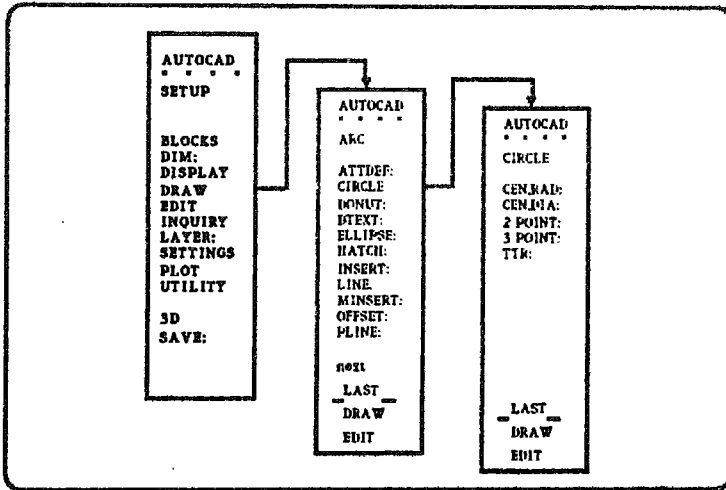 AUTOCAD
* * * *
SETUP
BLOCKS
DIM:
DISPLAY
DRAW
EDIT
INQUIRY
LAYER:
SETTINGS
PLOT
UTILITY
3D
SAVE:
AUTOCAD
* * * *
ARC
ATTDEF:
CIRCLE
DONUT:
DTEXT:
ELLIPSE:
HATCH:
INSERT:
LINE
MINSERT:
OFFSET:
PLINE:
next
_ LAST _
DRAW
EDIT
AUTOCAD
* * * *
CIRCLE
CEN,RAD:
CEN,DIA:
2 POINT:
3 POINT:
TTR:
_ LAST _
DRAW
EDIT